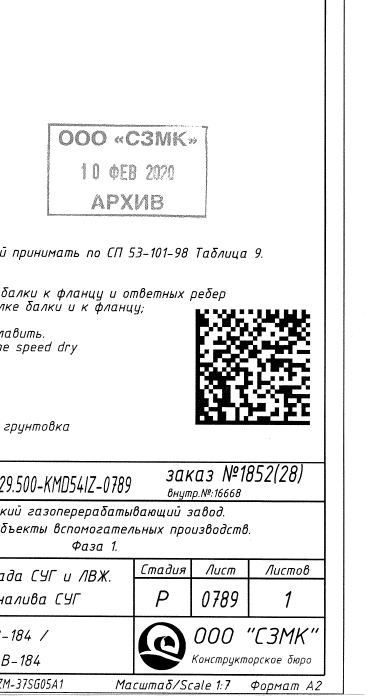 ООО «СЗМК»
10 ФЕВ 2020
АРХИВ
й принимать по СП 53-101-98 Таблица 9.
балки к фланцу и ответных ребер
лке балки и к фланцу;
лавить.
ne speed dry
грунтовка
29.500-KMD54IZ-0789
заказ №1852(28)
внутр.№:16668
кий газоперерабатывающий завод.
бъекты вспомогательных производств.
Фаза 1.
ада СУГ и ЛВЖ.
налива СУГ
Стадия Лист Листов
Р 0789 1
В-184 /
В-184
ООО "СЗМК"
Конструкторское бюро
ZM-37SG05A1
Масштаб/Scale 1:7 Формат А2